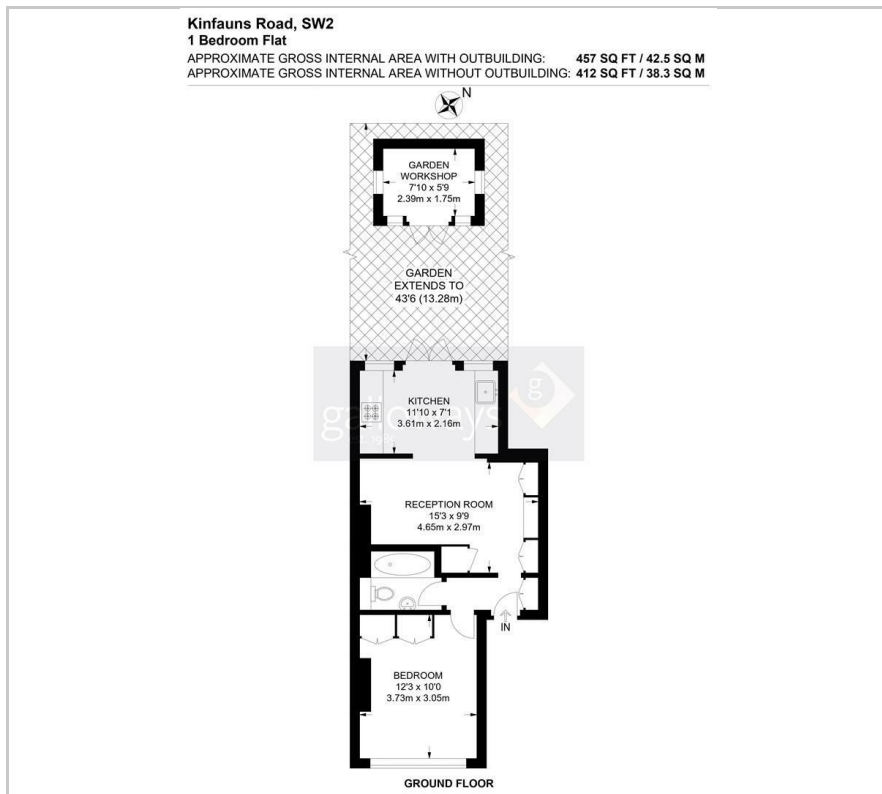 Kinfauns Road, SW2
1 Bedroom Flat
APPROXIMATE GROSS INTERNAL AREA WITH OUTBUILDING: 457 SQ FT / 42.5 SQ M
APPROXIMATE GROSS INTERNAL AREA WITHOUT OUTBUILDING: 412 SQ FT / 38.3 SQ M
N
GARDEN
WORKSHOP
7'10 x 5'9
2.39m x 1.75m
GARDEN
EXTENDS TO
43'6 (13.28m)
g
KITCHEN
11'10 x 7'1
3.61m x 2.16m
RECEPTION ROOM
15'3 x 9'9
4.65m x 2.97m
IN
BEDROOM
12'3 x 10'0
3.73m x 3.05m
GROUND FLOOR